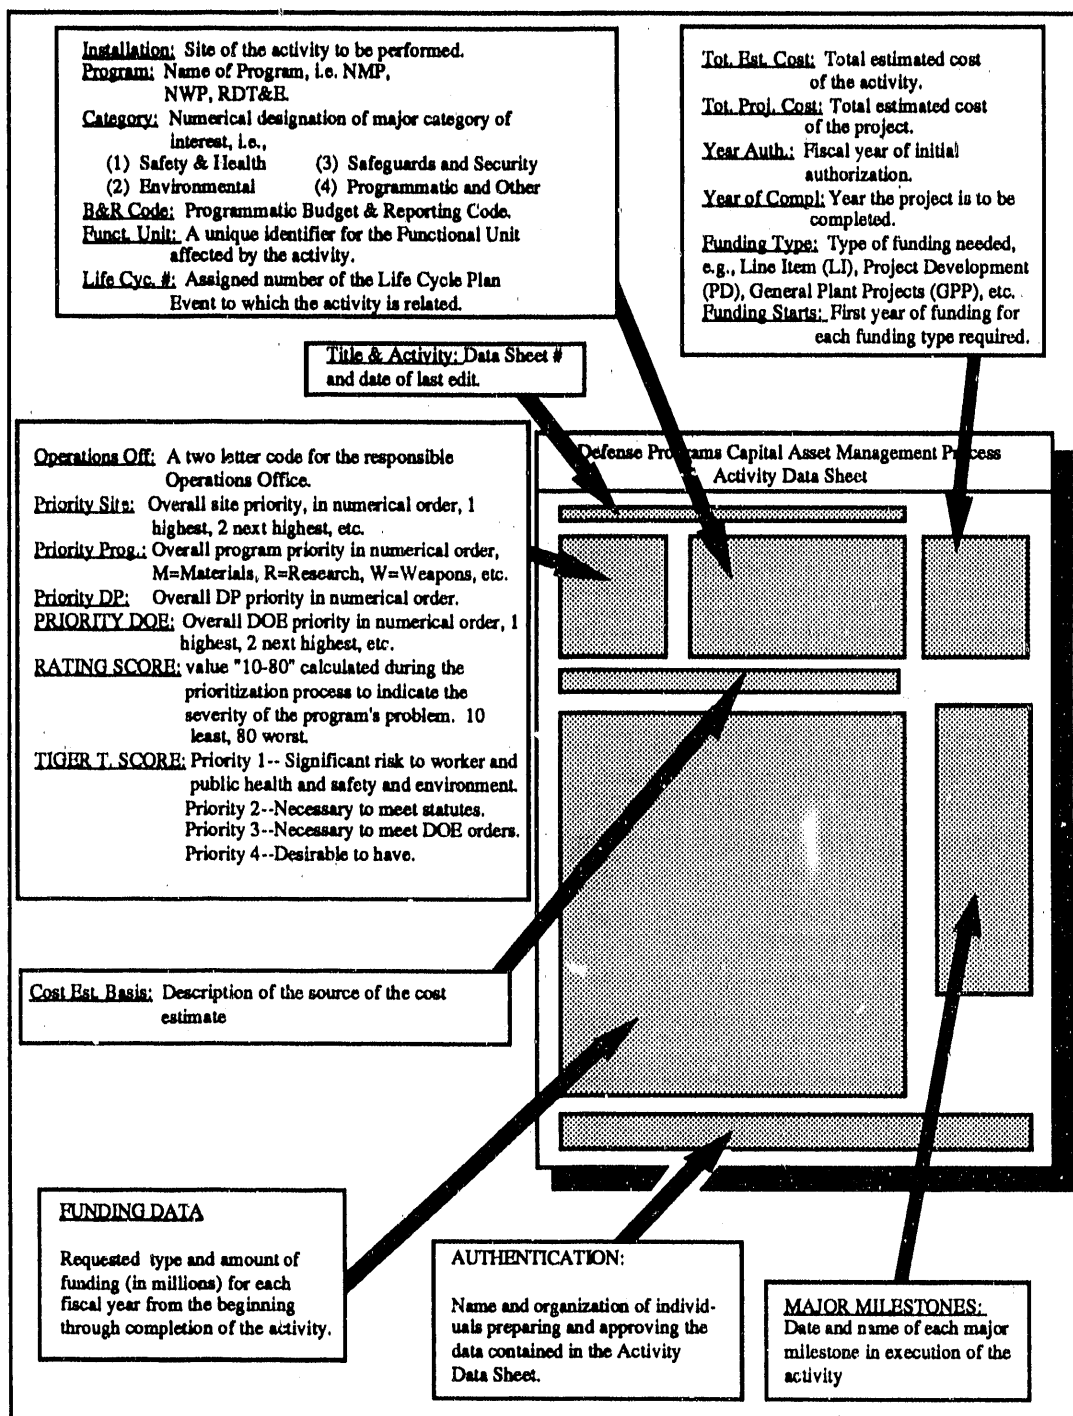 Installation: Site of the activity to be performed.
Program: Name of Program, i.e. NMP,
NWP, RDT&E.
Category: Numerical designation of major category of
interest, i.e.,
(1) Safety & Health (3) Safeguards and Security
(2) Environmental (4) Programmatic and Other
B&R Code: Programmatic Budget & Reporting Code.
Funct. Unit: A unique identifier for the Functional Unit
affected by the activity.
Life Cyc. #: Assigned number of the Life Cycle Plan
Event to which the activity is related.
Tot. Est. Cost: Total estimated cost
of the activity.
Tot. Proj. Cost: Total estimated cost
of the project.
Year Auth.: Fiscal year of initial
authorization.
Year of Compl: Year the project is to be
completed.
Funding Type: Type of funding needed,
e.g., Line Item (LI), Project Development
(PD), General Plant Projects (GPP), etc.
Funding Starts: First year of funding for
each funding type required.
Title & Activity: Data Sheet #
and date of last edit.
Operations Off: A two letter code for the responsible
Operations Office.
Priority Site: Overall site priority, in numerical order, 1
highest, 2 next highest, etc.
Priority Prog.: Overall program priority in numerical order,
M=Materials, R=Research, W=Weapons, etc.
Priority DP: Overall DP priority in numerical order.
PRIORITY DOE: Overall DOE priority in numerical order, 1
highest, 2 next highest, etc.
RATING SCORE: value "10-80" calculated during the
prioritization process to indicate the
severity of the program's problem. 10
least, 80 worst.
TIGER T. SCORE: Priority 1-- Significant risk to worker and
public health and safety and environment.
Priority 2--Necessary to meet statutes.
Priority 3--Necessary to meet DOE orders.
Priority 4--Desirable to have.
Defense Programs Capital Asset Management Process
Activity Data Sheet
Cost Est. Basis: Description of the source of the cost
estimate
FUNDING DATA
Requested type and amount of
funding (in millions) for each
fiscal year from the beginning
through completion of the activity.
AUTHENTICATION:
Name and organization of individ-
uals preparing and approving the
data contained in the Activity
Data Sheet.
MAJOR MILESTONES:
Date and name of each major
milestone in execution of the
activity